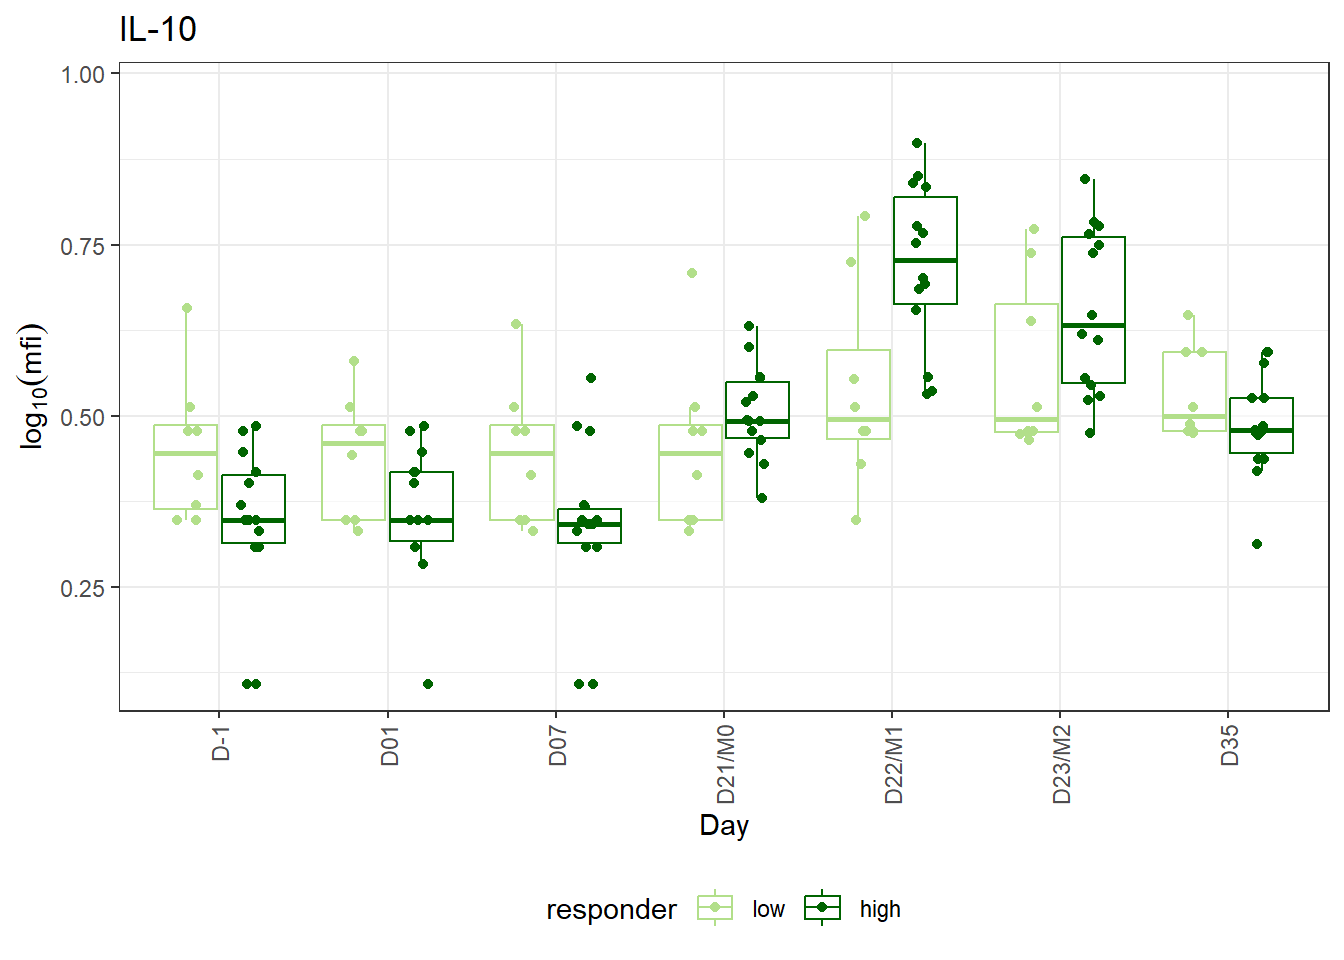 IL-10
1.00
0.75
0.50
0.25
log10(mfi)
D-1
D01
D07
D21/M0
D22/M1
D23/M2
D35
Day
responder low high